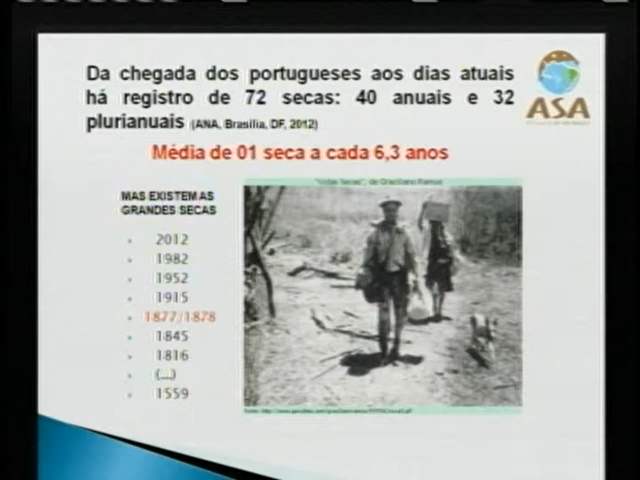 Da chegada dos portugueses aos dias atuais
há registro de 72 secas: 40 anuais e 32
plurianuais (ANA, Brasília, DF, 2012)
ASA
Média de 01 seca a cada 6,3 anos
"Vidas Secas", de Graciliano Ramos
MAS EXISTEM AS
GRANDES SECAS
2012
1982
1952
1915
1877/1878
1845
1816
(...)
1559